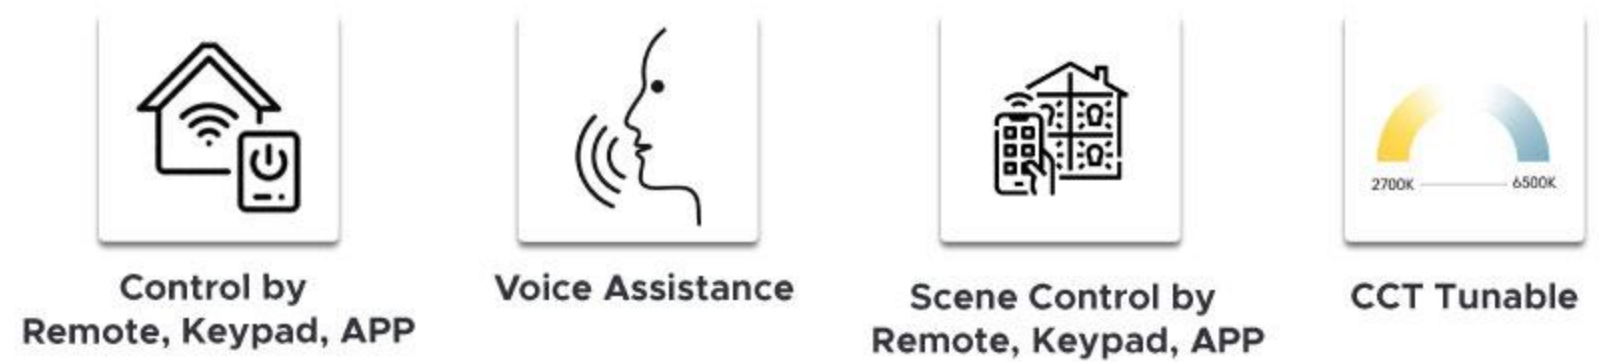 Control by
Remote, Keypad, APP
Voice Assistance
Scene Control by
Remote, Keypad, APP
2700K
6500K
CCT Tunable